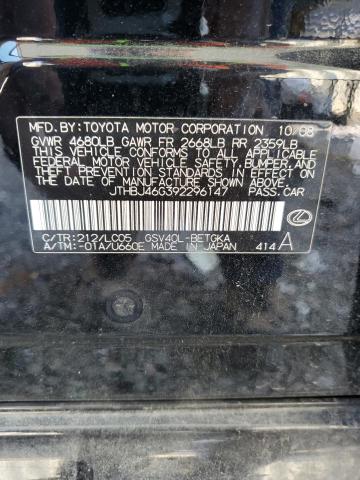 MFD. BY: TOYOTA MOTOR CORPORATION 10/08
GVWR 4680LB GAWR FR 2668LB RR 2359LB
THIS VEHICLE CONFORMS TO ALL APPLICABLE
FEDERAL MOTOR VEHICLE SAFETY, BUMPER, AND
THEFT PREVENTION STANDARDS IN EFFECT ON
THE DATE OF MANUFACTURE SHOWN ABOVE.
JTHBJ46G392296147 PASS. CAR
C/TR: 212/LC05 GSV40L-BETGKA
A/TM: -01A/U660E MADE IN JAPAN 414 A